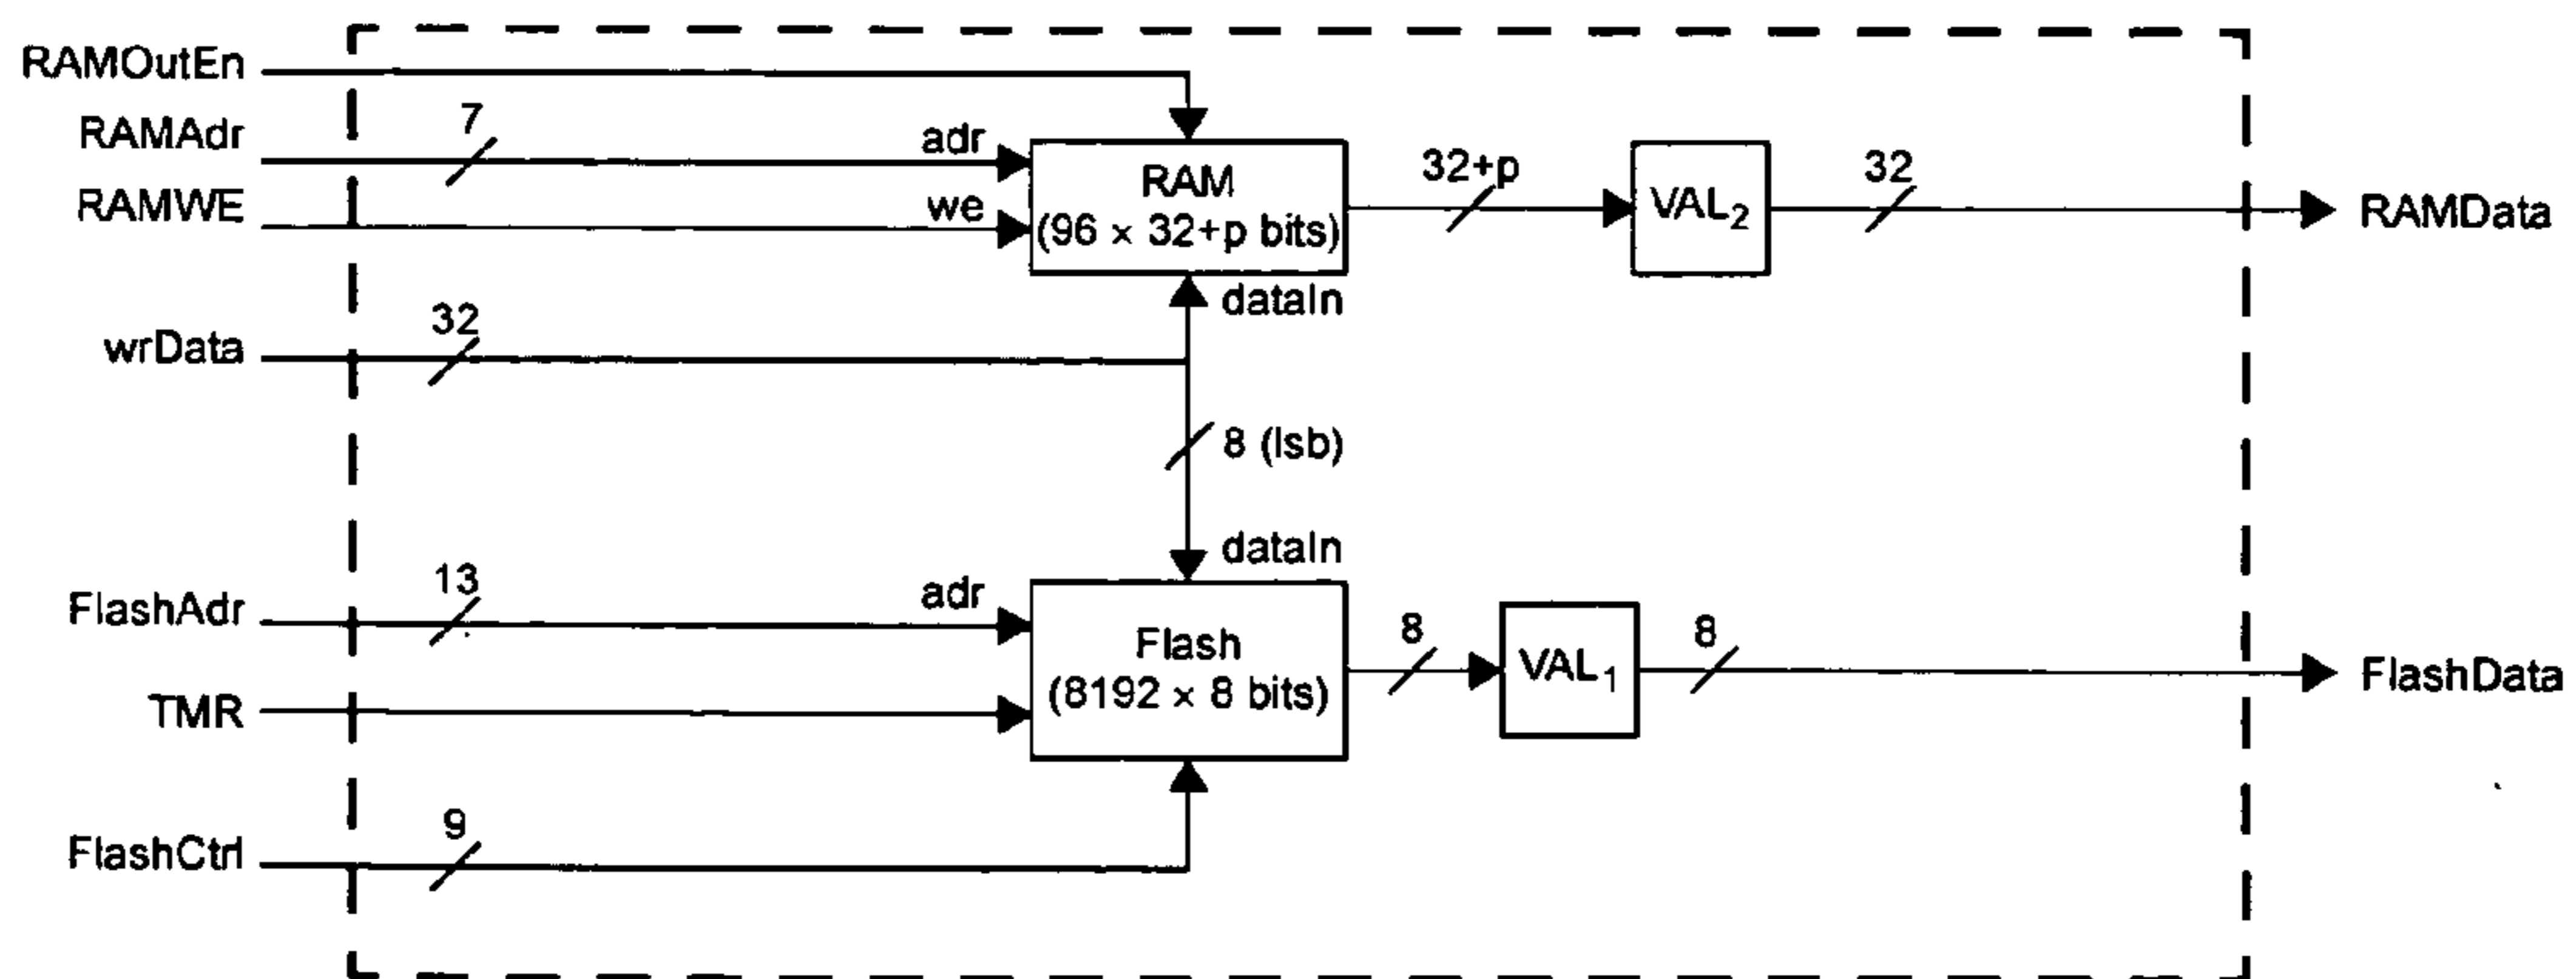 RAMOutEn
RAMAdr
7
adr
RAMWE
we
RAM
(96 × 32+p bits)
32+p
VAL2
32
RAMData
dataIn
wrData
32
8 (lsb)
dataIn
FlashAdr
13
adr
Flash
(8192 × 8 bits)
8
VAL1
8
FlashData
TMR
FlashCtrl
9